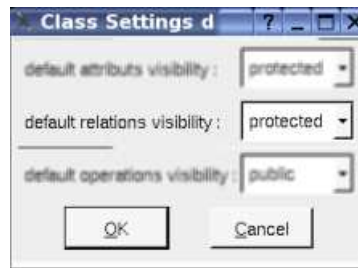 Class Settings d
default attributs visibility : protected
default relations visibility : protected
default operations visibility : public
OK Cancel